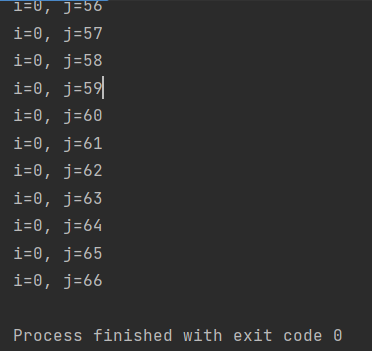 i=0, j=56
i=0, j=57
i=0, j=58
i=0, j=59
i=0, j=60
i=0, j=61
i=0, j=62
i=0, j=63
i=0, j=64
i=0, j=65
i=0, j=66
Process finished with exit code 0